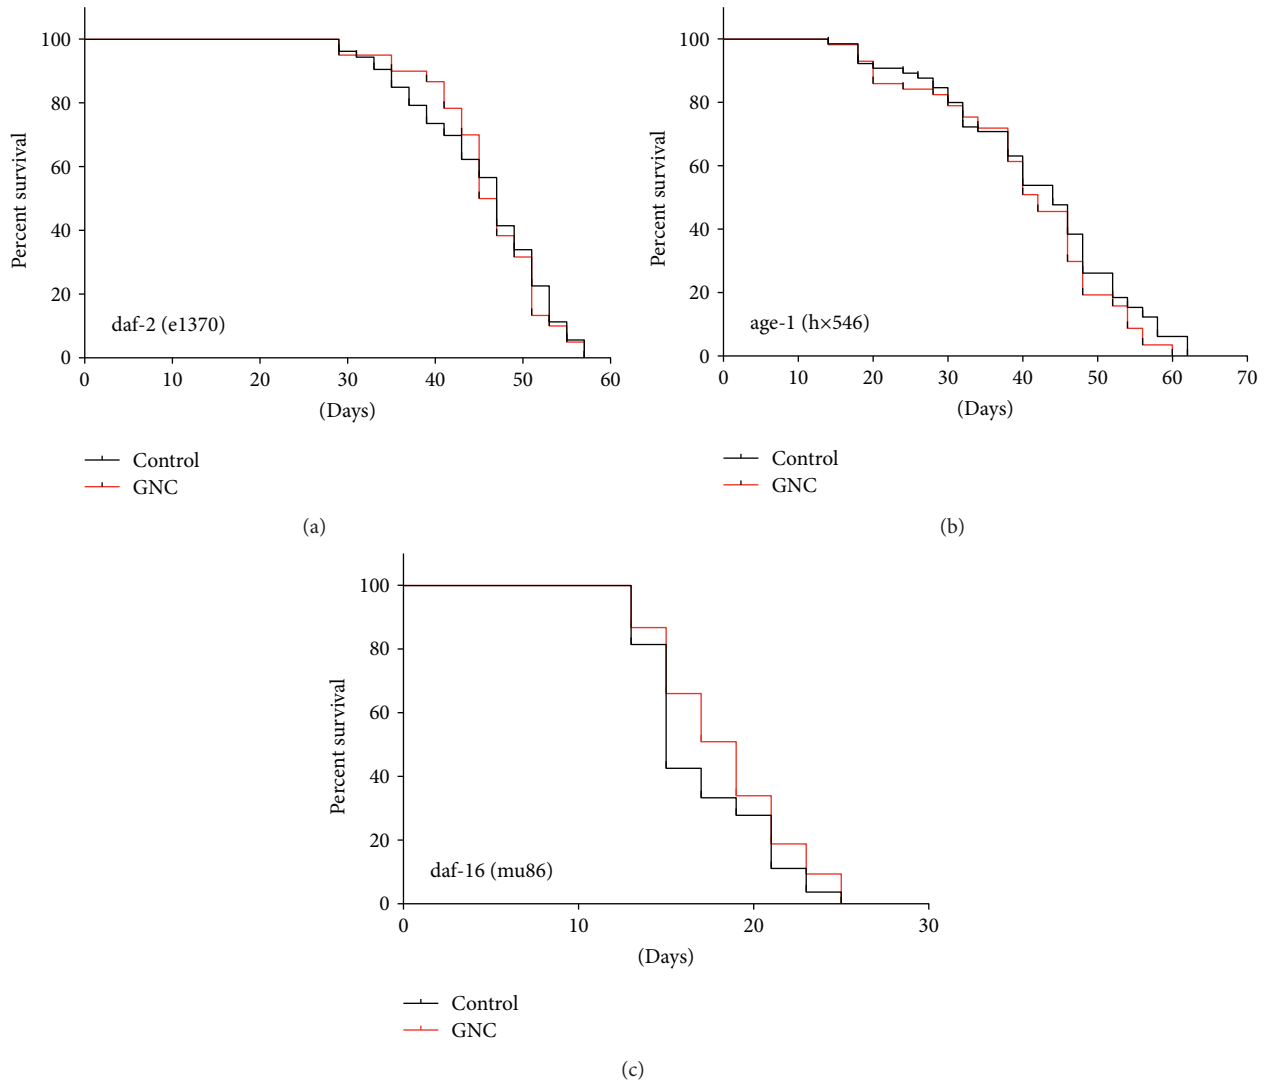 100
80
60
40
20
0
Percent survival
daf-2 (e1370)
0 10 20 30 40 50 60
(Days)
Control
GNC
(a)
100
80
60
40
20
0
Percent survival
age-1 (h×546)
0 10 20 30 40 50 60 70
(Days)
Control
GNC
(b)
100
80
60
40
20
0
Percent survival
daf-16 (mu86)
0 10 20 30
(Days)
Control
GNC
(c)